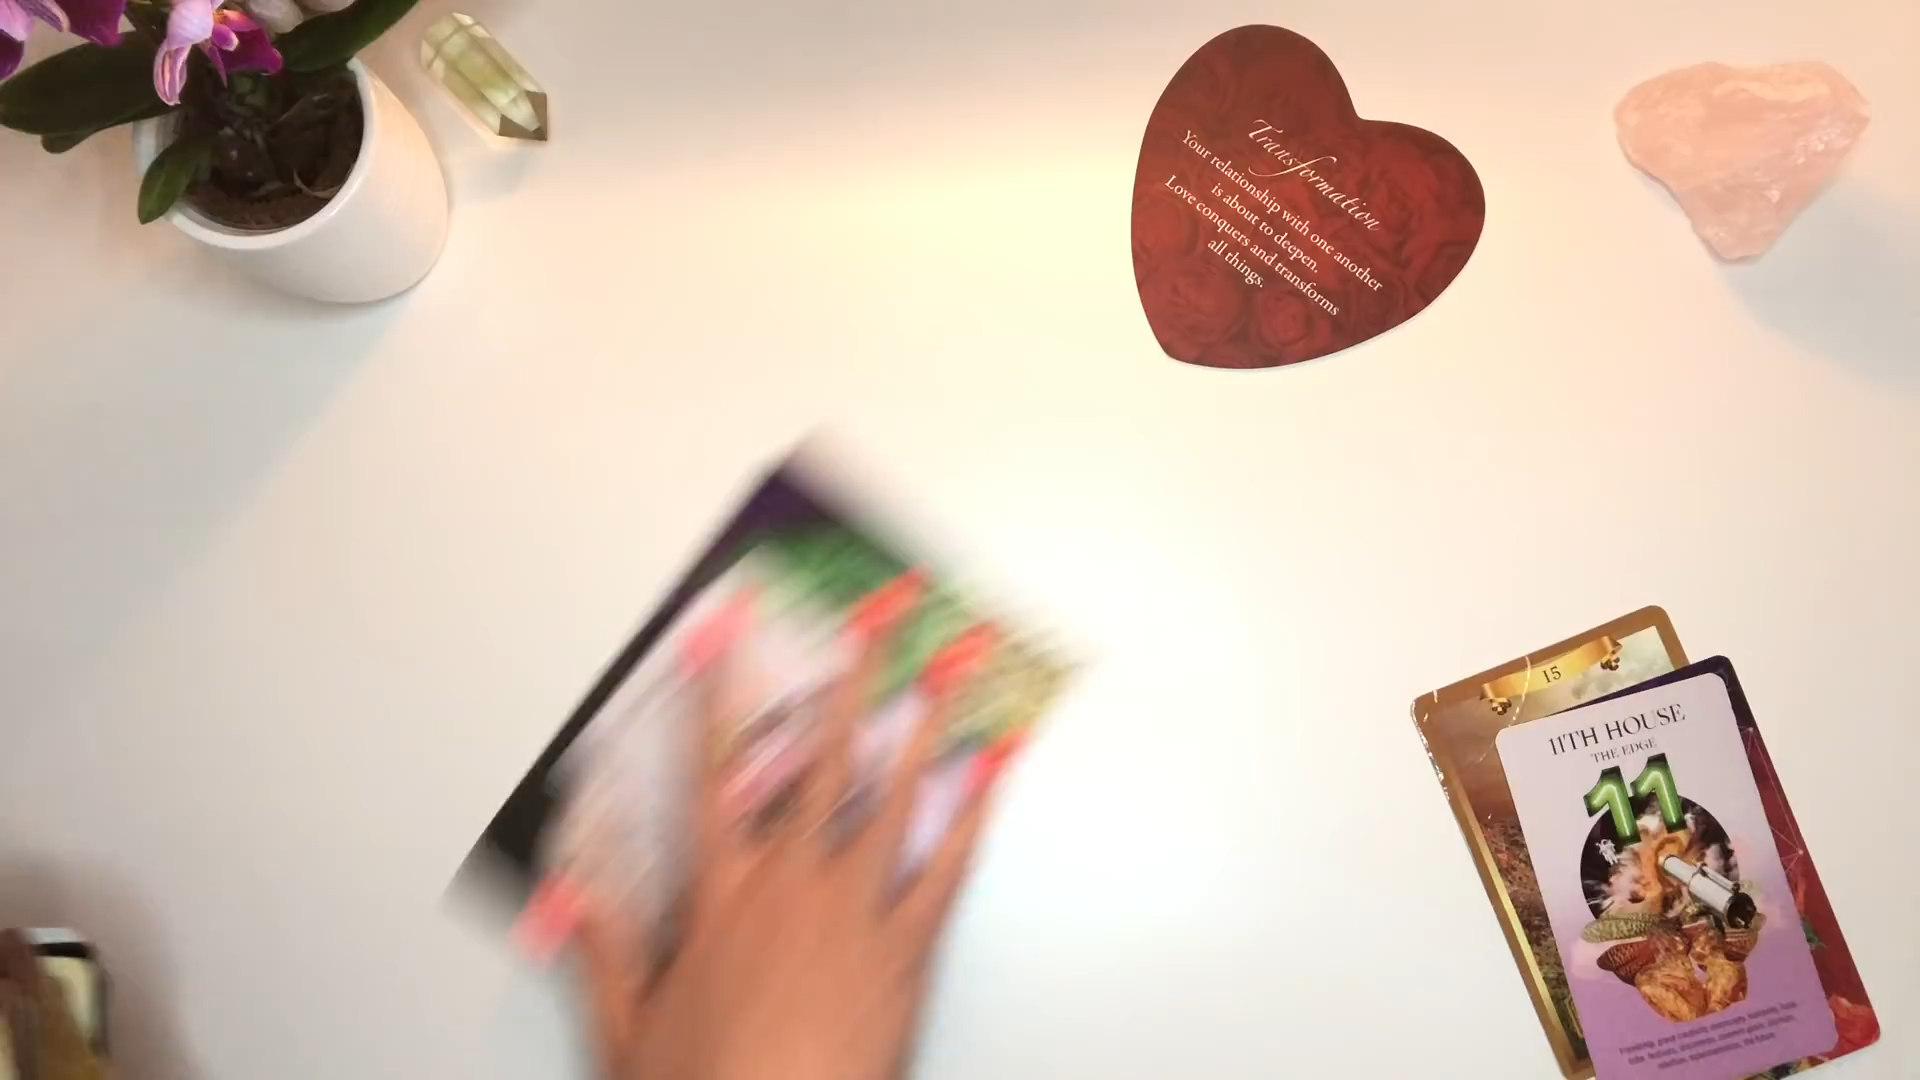 Transformation
Your relationship with one another
is about to deepen.
Love conquers and transforms
all things.
15
11TH HOUSE
THE EDGE
11